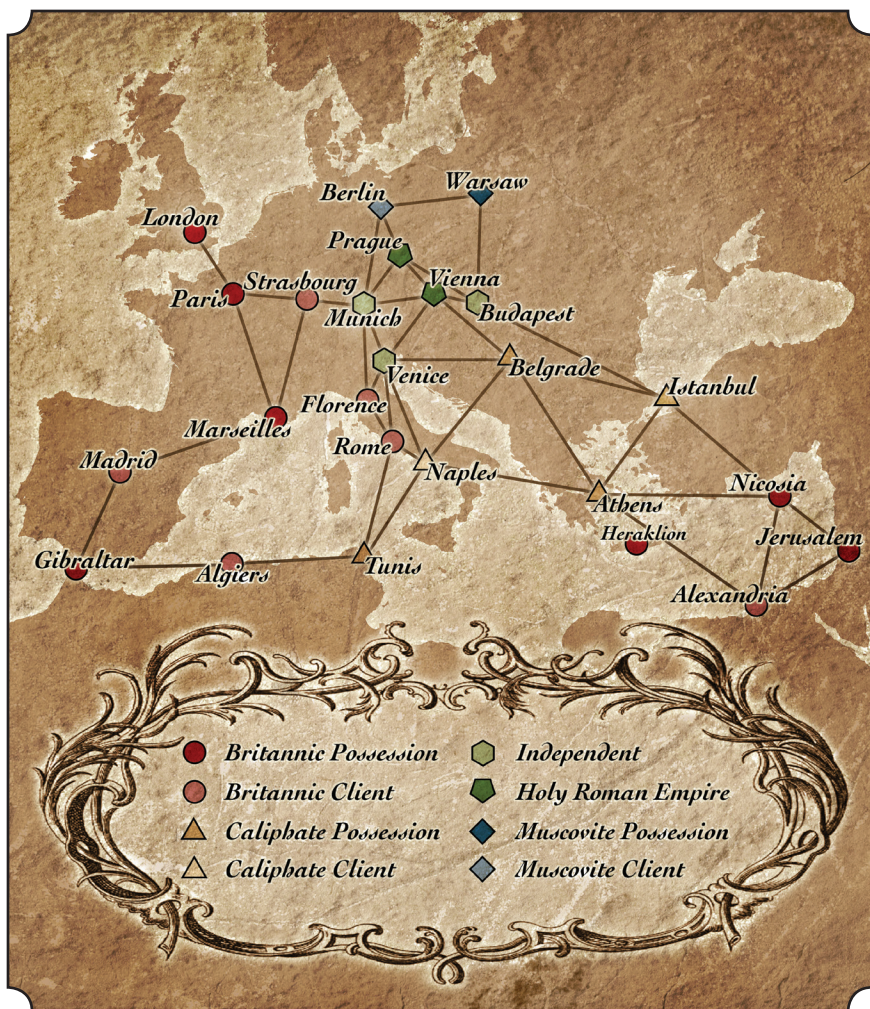 Warsaw
Berlin
London
Prague
Strasbourg
Vienna
Paris
Munich
Budapest
Venice
Belgrade
Istanbul
Florence
Marseilles
Rome
Madrid
Naples
Nicosia
Athens
Heraklion
Jerusalem
Gibraltar
Algiers
Tunis
Alexandria
Britannic Possession
Britannic Client
Caliphate Possession
Caliphate Client
Independent
Holy Roman Empire
Muscovite Possession
Muscovite Client